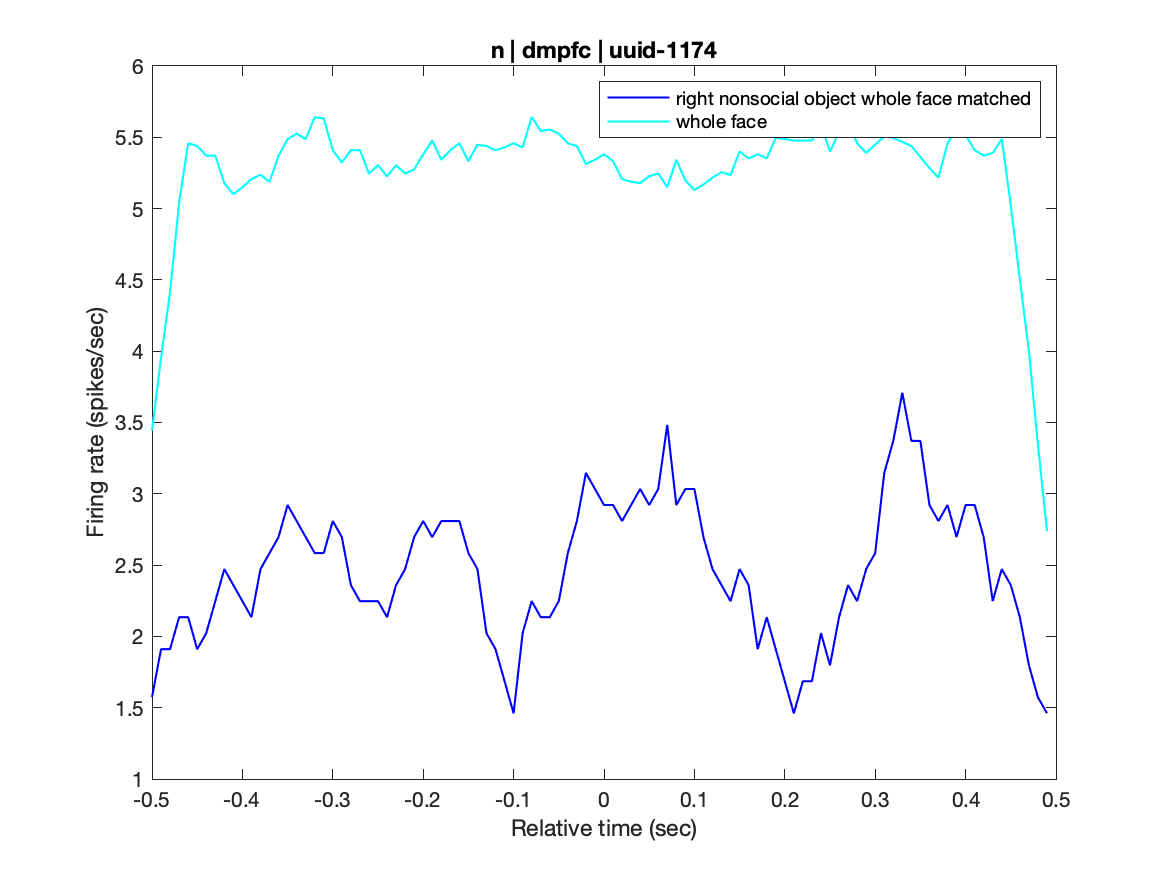 n | dmpfc | uuid-1174
right nonsocial object whole face matched
whole face
6
5.5
5
4.5
4
3.5
3
2.5
2
1.5
1
Firing rate (spikes/sec)
-0.5 -0.4 -0.3 -0.2 -0.1 0 0.1 0.2 0.3 0.4 0.5
Relative time (sec)